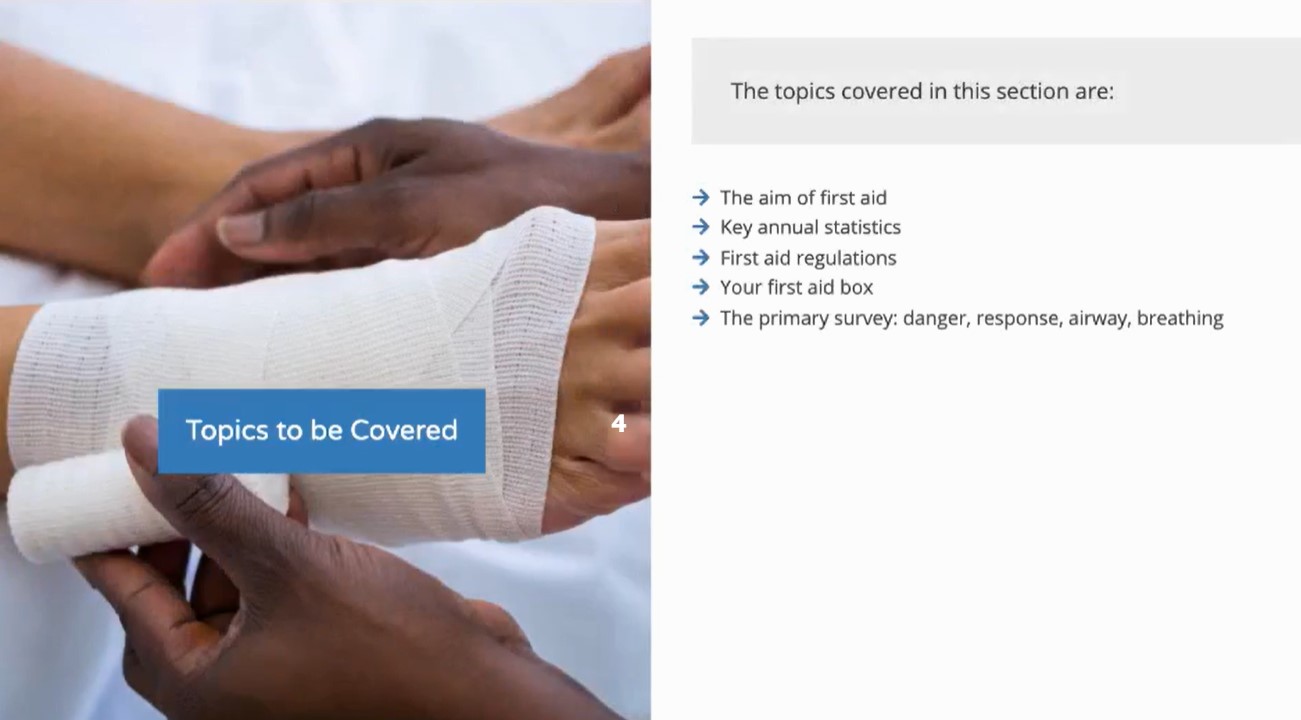 Topics to be Covered
4
The topics covered in this section are:
→ The aim of first aid
→ Key annual statistics
→ First aid regulations
→ Your first aid box
→ The primary survey: danger, response, airway, breathing